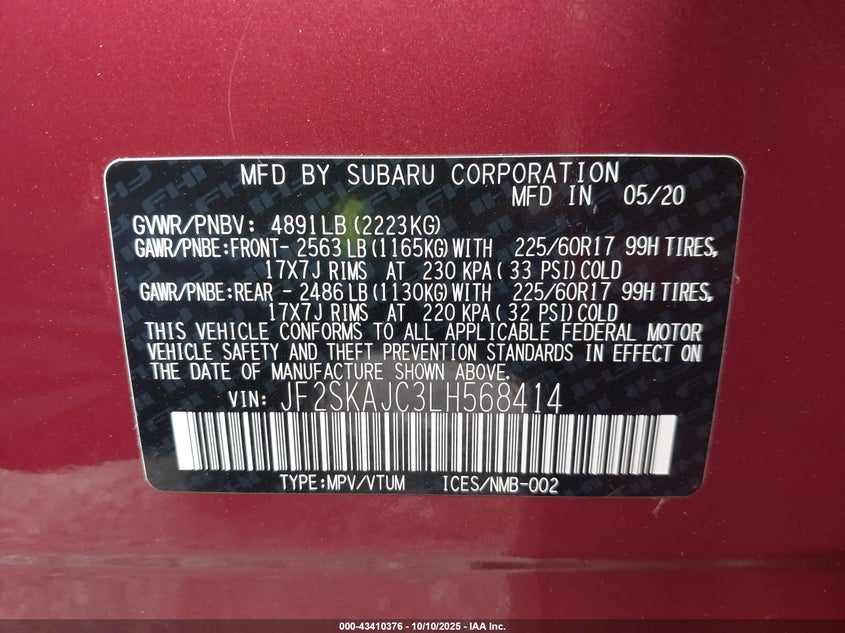 MFD BY SUBARU CORPORATION
MFD IN 05/20
GVWR/PNBV: 4891LB (2223KG)
GAWR/PNBE:FRONT- 2563LB (1165KG) WITH 225/60R17 99H TIRES,
17X7J RIMS AT 230 KPA ( 33 PSI) COLD
GAWR/PNBE:REAR - 2486LB (1130KG) WITH 225/60R17 99H TIRES,
17X7J RIMS AT 220 KPA ( 32 PSI) COLD
THIS VEHICLE CONFORMS TO ALL APPLICABLE FEDERAL MOTOR
VEHICLE SAFETY AND THEFT PREVENTION STANDARDS IN EFFECT ON
THE DATE OF MANUFACTURE SHOWN ABOVE.
VIN: JF2SKAJC3LH568414
TYPE:MPV/VTUM ICES/NMB-002
000-43410376 - 10/10/2025 - IAA Inc.